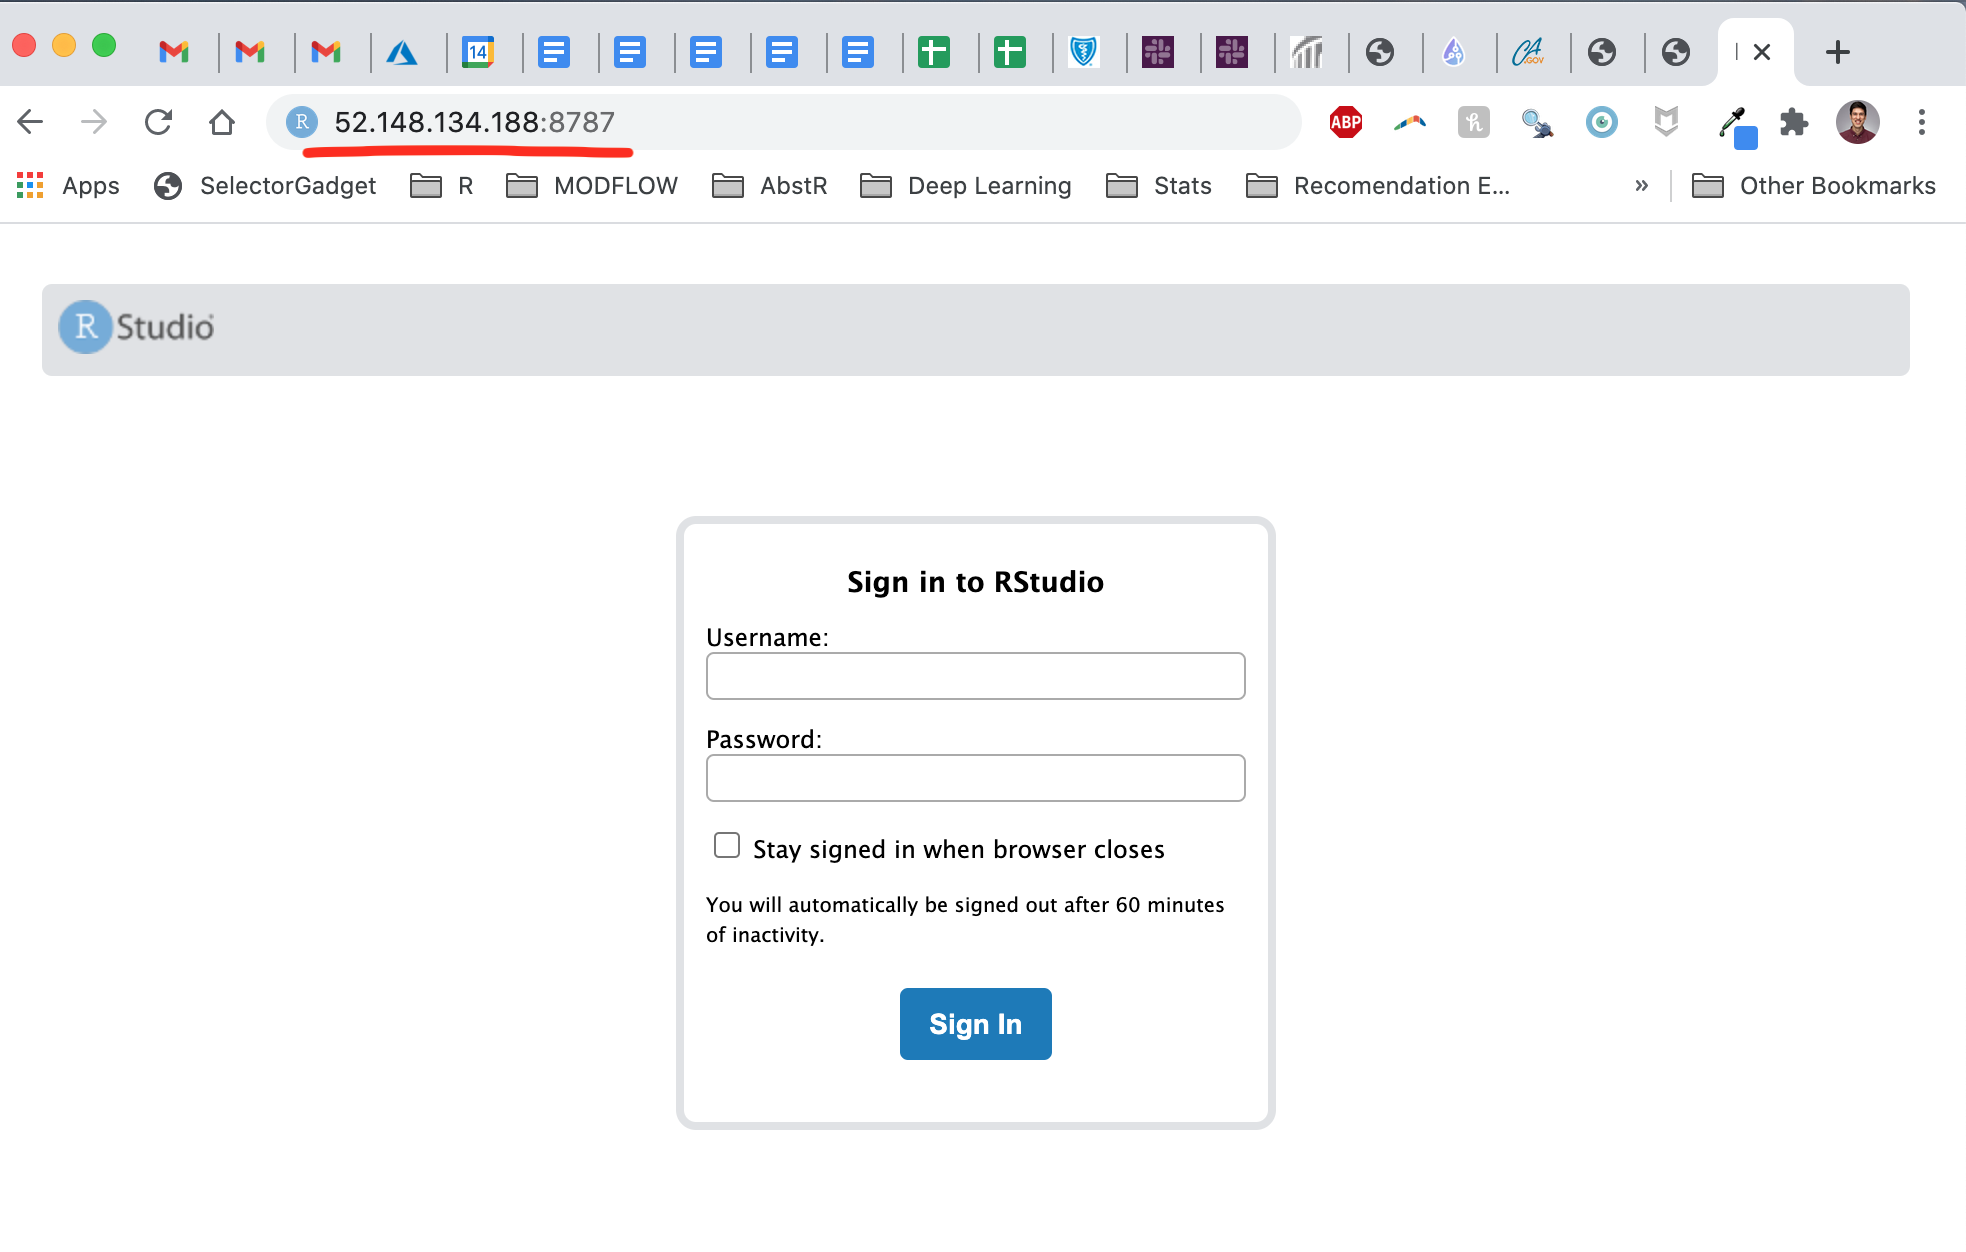 14
CA.GOV
R 52.148.134.188:8787
ABP
h
Apps SelectorGadget R MODFLOW AbstR Deep Learning Stats Recomendation E... » Other Bookmarks
R Studio
Sign in to RStudio
Username:
Password:
Stay signed in when browser closes
You will automatically be signed out after 60 minutes
of inactivity.
Sign In